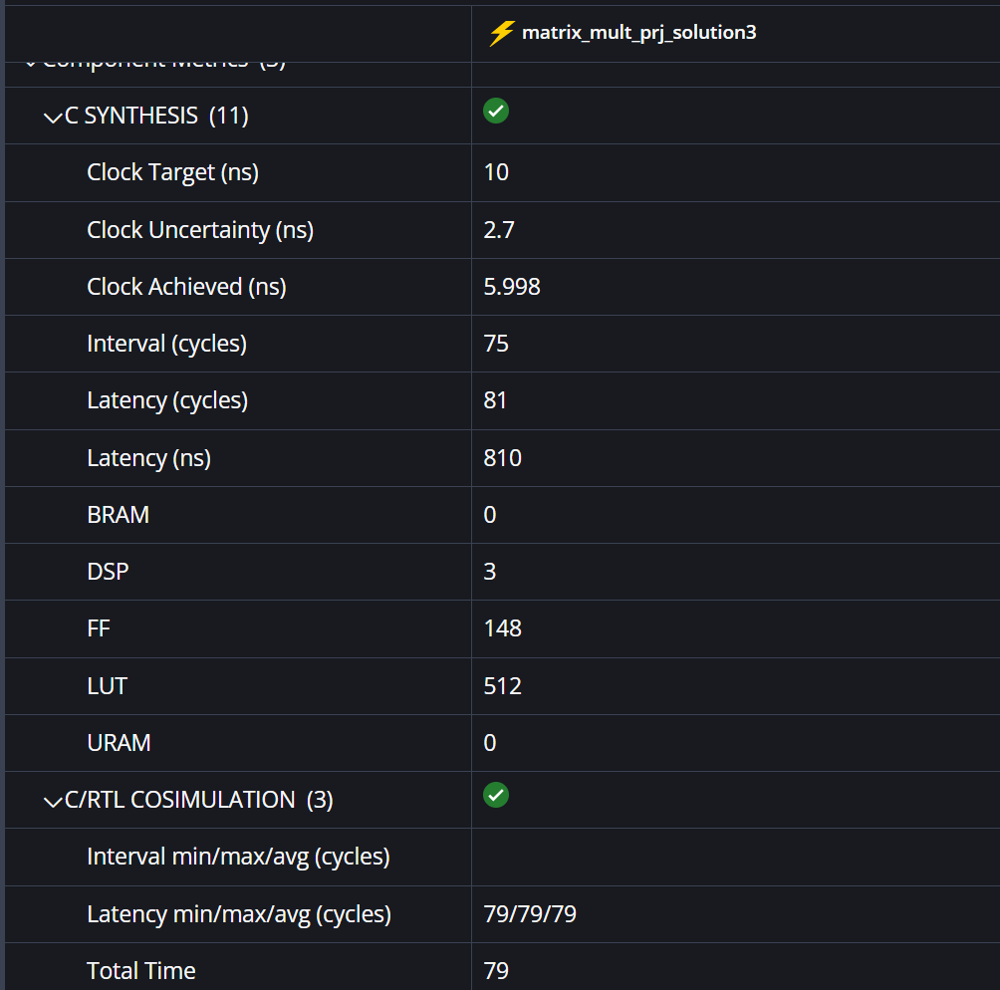 matrix_mult_prj_solution3
Component Metrics (3)
C SYNTHESIS (11)
Clock Target (ns) 10
Clock Uncertainty (ns) 2.7
Clock Achieved (ns) 5.998
Interval (cycles) 75
Latency (cycles) 81
Latency (ns) 810
BRAM 0
DSP 3
FF 148
LUT 512
URAM 0
C/RTL COSIMULATION (3)
Interval min/max/avg (cycles)
Latency min/max/avg (cycles) 79/79/79
Total Time 79